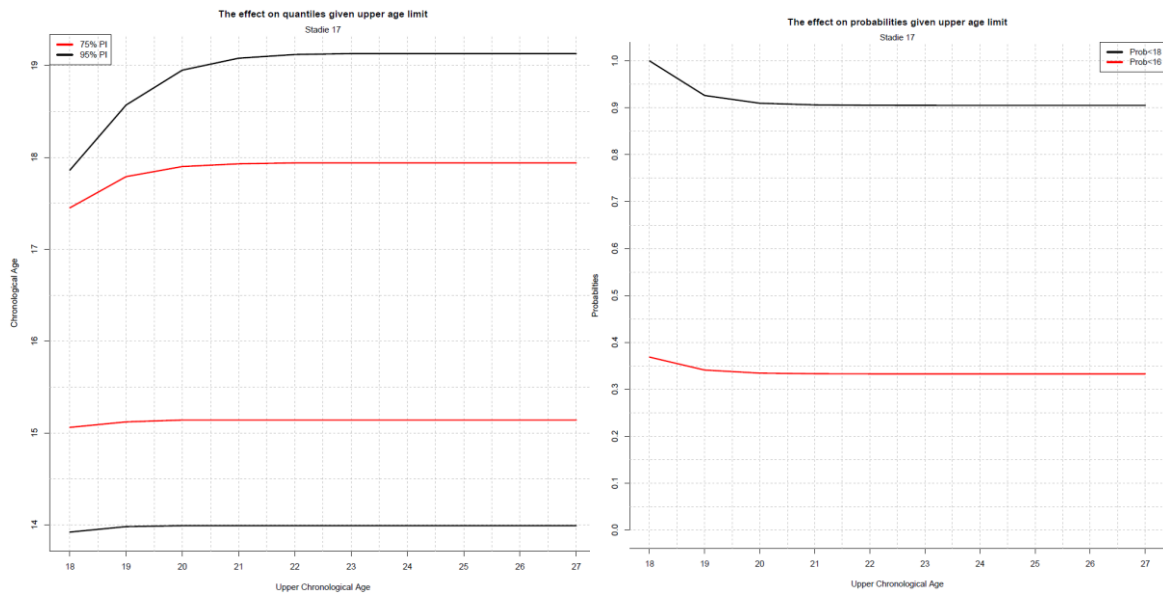 The effect on quantiles given upper age limit
Stadie 17
75% PI
95% PI
19
18
17
16
15
14
Chronological Age
18 19 20 21 22 23 24 25 26 27
Upper Chronological Age
The effect on probabilities given upper age limit
Stadie 17
Prob<18
Prob<16
1.0
0.9
0.8
0.7
0.6
0.5
0.4
0.3
0.2
0.1
0.0
Probabilities
18 19 20 21 22 23 24 25 26 27
Upper Chronological Age